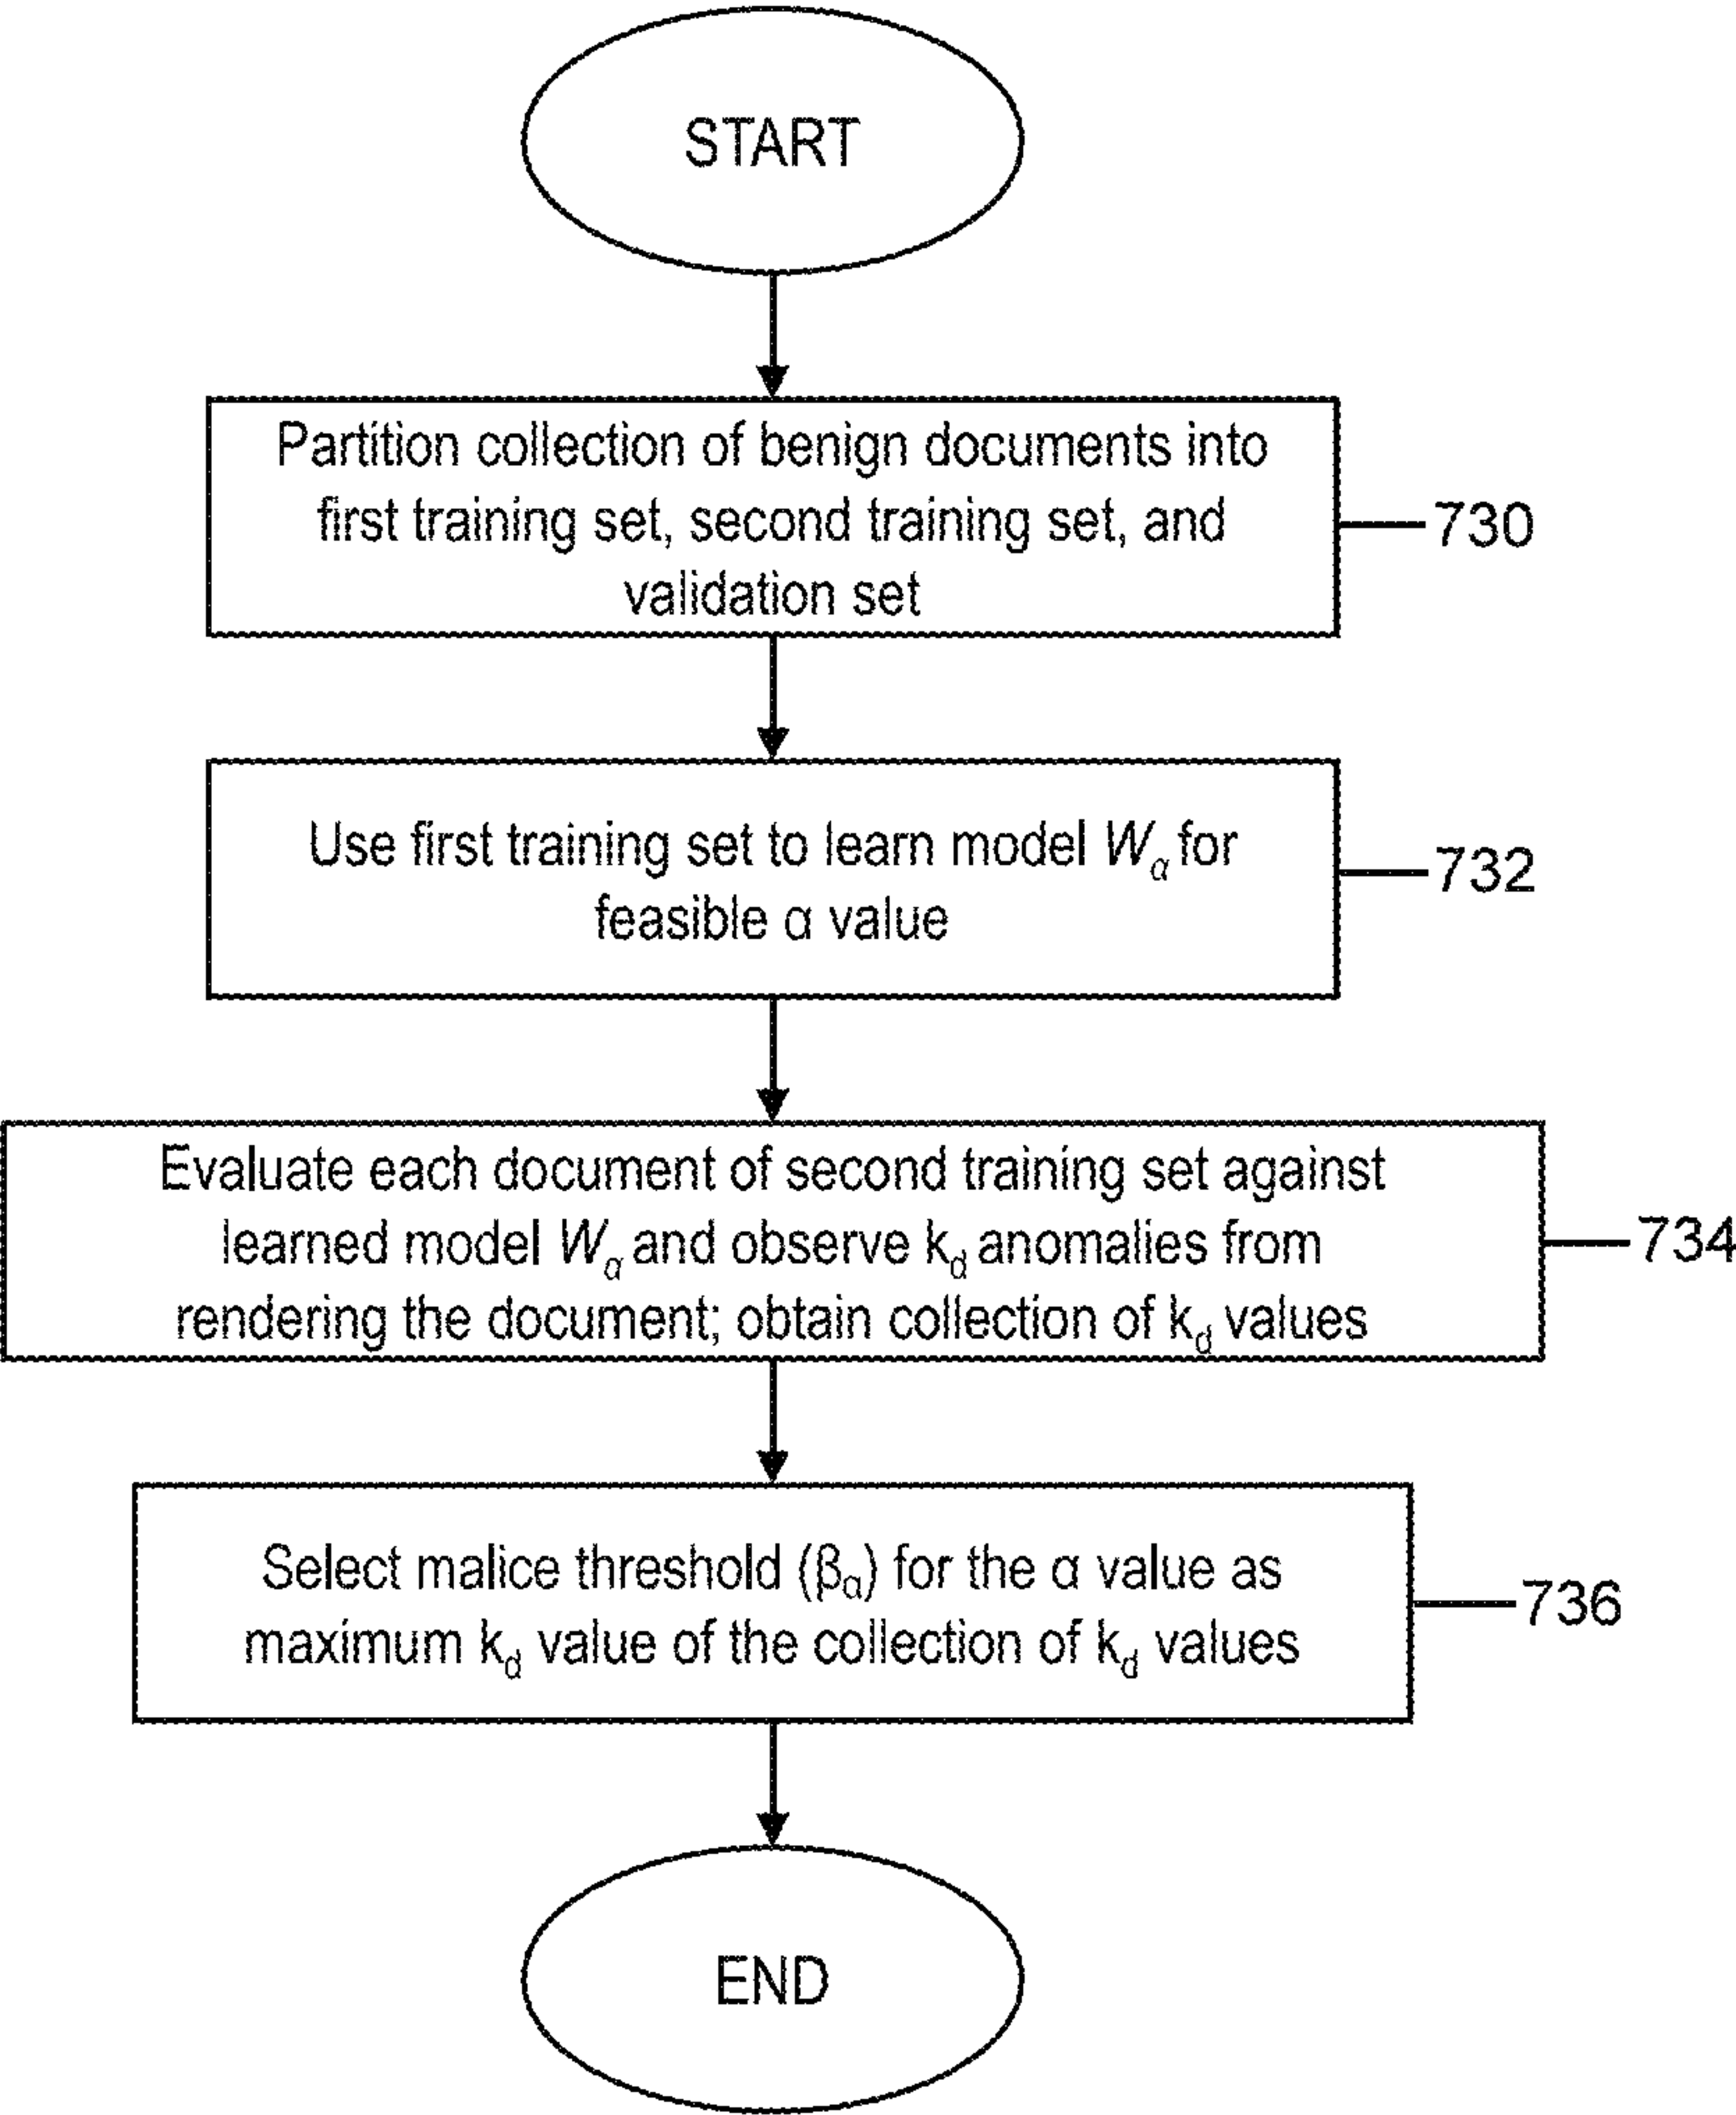 START
Partition collection of benign documents into
first training set, second training set, and
validation set
730
Use first training set to learn model Wα for
feasible α value
732
Evaluate each document of second training set against
learned model Wα and observe kd anomalies from
rendering the document; obtain collection of kd values
734
Select malice threshold (βα) for the α value as
maximum kd value of the collection of kd values
736
END